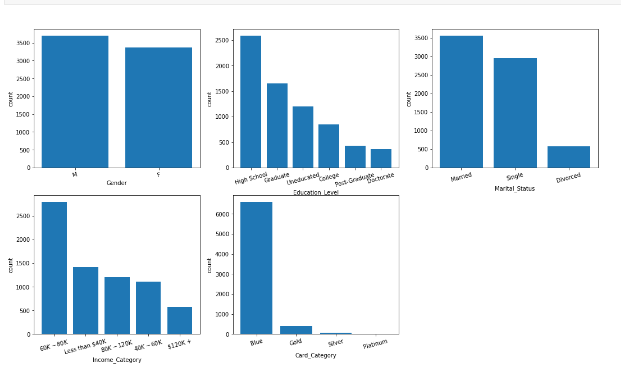 3500
3000
2500
2000
1500
1000
500
0
count
M
F
Gender
2500
2000
1500
1000
500
0
count
High School
Graduate
Uneducated
College
Post-Graduate
Doctorate
Education_Level
3500
3000
2500
2000
1500
1000
500
0
count
Married
Single
Divorced
Marital_Status
2500
2000
1500
1000
500
0
count
$60K - $80K
Less than $40K
$80K - $120K
$40K - $60K
$120K +
Income_Category
6000
5000
4000
3000
2000
1000
0
count
Blue
Gold
Silver
Platinum
Card_Category